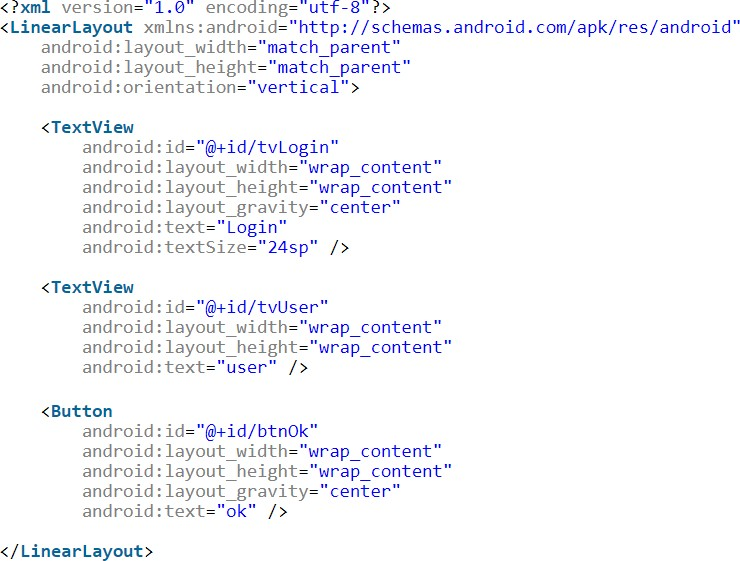 <?xml version="1.0" encoding="utf-8"?>
<LinearLayout xmlns:android="http://schemas.android.com/apk/res/android"
    android:layout_width="match_parent"
    android:layout_height="match_parent"
    android:orientation="vertical">

    <TextView
        android:id="@+id/tvLogin"
        android:layout_width="wrap_content"
        android:layout_height="wrap_content"
        android:layout_gravity="center"
        android:text="Login"
        android:textSize="24sp" />

    <TextView
        android:id="@+id/tvUser"
        android:layout_width="wrap_content"
        android:layout_height="wrap_content"
        android:text="user" />

    <Button
        android:id="@+id/btnOk"
        android:layout_width="wrap_content"
        android:layout_height="wrap_content"
        android:layout_gravity="center"
        android:text="ok" />

</LinearLayout>